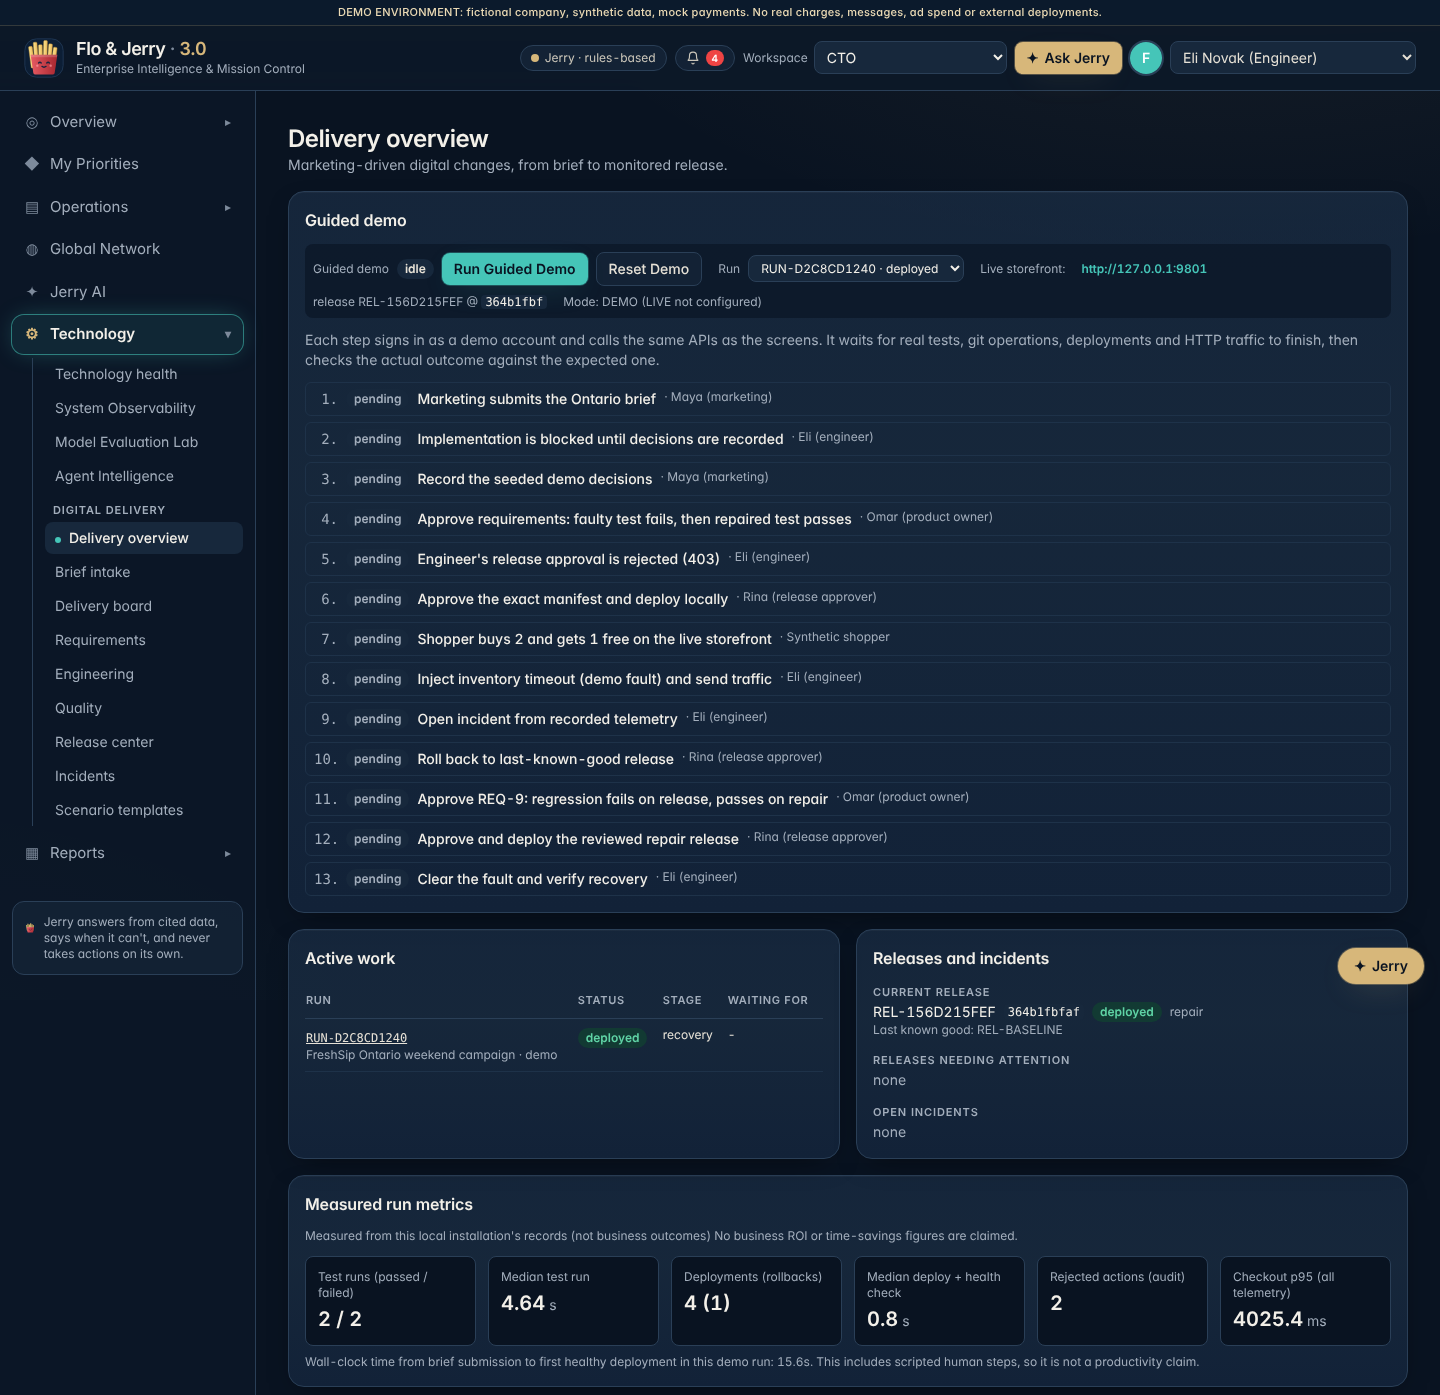 DEMO ENVIRONMENT: fictional company, synthetic data, mock payments. No real charges, messages, ad spend or external deployments.
Flo & Jerry · 3.0
Enterprise Intelligence & Mission Control
Jerry · rules-based
4
Workspace
CTO
✦ Ask Jerry
F
Eli Novak (Engineer)
Overview
My Priorities
Operations
Global Network
Jerry AI
Technology
Technology health
System Observability
Model Evaluation Lab
Agent Intelligence
DIGITAL DELIVERY
Delivery overview
Brief intake
Delivery board
Requirements
Engineering
Quality
Release center
Incidents
Scenario templates
Reports
Jerry answers from cited data,
says when it can't, and never
takes actions on its own.
Delivery overview
Marketing-driven digital changes, from brief to monitored release.
Guided demo
Guided demo idle Run Guided Demo Reset Demo Run RUN-D2C8CD1240 · deployed Live storefront: http://127.0.0.1:9801
release REL-156D215FEF @ 364b1fbf Mode: DEMO (LIVE not configured)
Each step signs in as a demo account and calls the same APIs as the screens. It waits for real tests, git operations, deployments and HTTP traffic to finish, then
checks the actual outcome against the expected one.
1. pending Marketing submits the Ontario brief · Maya (marketing)
2. pending Implementation is blocked until decisions are recorded · Eli (engineer)
3. pending Record the seeded demo decisions · Maya (marketing)
4. pending Approve requirements: faulty test fails, then repaired test passes · Omar (product owner)
5. pending Engineer's release approval is rejected (403) · Eli (engineer)
6. pending Approve the exact manifest and deploy locally · Rina (release approver)
7. pending Shopper buys 2 and gets 1 free on the live storefront · Synthetic shopper
8. pending Inject inventory timeout (demo fault) and send traffic · Eli (engineer)
9. pending Open incident from recorded telemetry · Eli (engineer)
10. pending Roll back to last-known-good release · Rina (release approver)
11. pending Approve REQ-9: regression fails on release, passes on repair · Omar (product owner)
12. pending Approve and deploy the reviewed repair release · Rina (release approver)
13. pending Clear the fault and verify recovery · Eli (engineer)
Active work
RUN STATUS STAGE WAITING FOR
RUN-D2C8CD1240 deployed recovery -
FreshSip Ontario weekend campaign · demo
Releases and incidents
✦ Jerry
CURRENT RELEASE
REL-156D215FEF 364b1fbfaf deployed repair
Last known good: REL-BASELINE
RELEASES NEEDING ATTENTION
none
OPEN INCIDENTS
none
Measured run metrics
Measured from this local installation's records (not business outcomes) No business ROI or time-savings figures are claimed.
Test runs (passed /
failed)
2 / 2
Median test run
4.64 s
Deployments (rollbacks)
4 (1)
Median deploy + health
check
0.8 s
Rejected actions (audit)
2
Checkout p95 (all
telemetry)
4025.4 ms
Wall-clock time from brief submission to first healthy deployment in this demo run: 15.6s. This includes scripted human steps, so it is not a productivity claim.